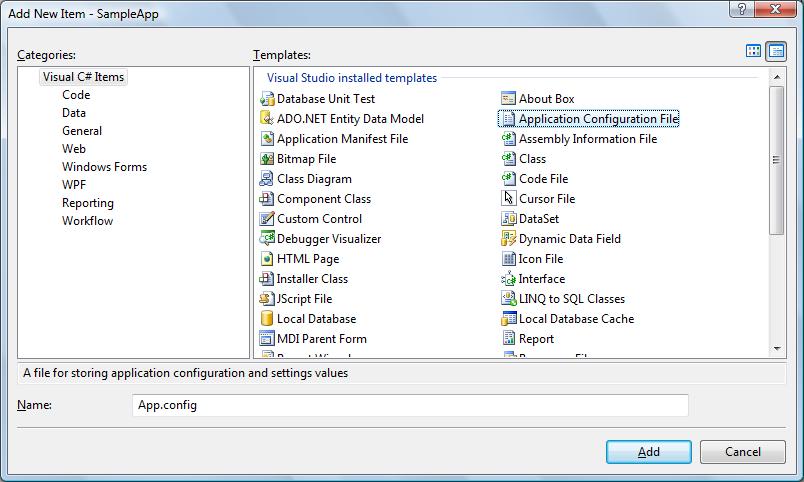 Add New Item - SampleApp
Categories:
Templates:
Visual C# Items
Code
Data
General
Web
Windows Forms
WPF
Reporting
Workflow
Visual Studio installed templates
Database Unit Test
About Box
ADO.NET Entity Data Model
Application Configuration File
Application Manifest File
Assembly Information File
Bitmap File
Class
Class Diagram
Code File
Component Class
Cursor File
Custom Control
DataSet
Debugger Visualizer
Dynamic Data Field
HTML Page
Icon File
Installer Class
Interface
JScript File
LINQ to SQL Classes
Local Database
Local Database Cache
MDI Parent Form
Report
A file for storing application configuration and settings values
Name:
App.config
Add
Cancel